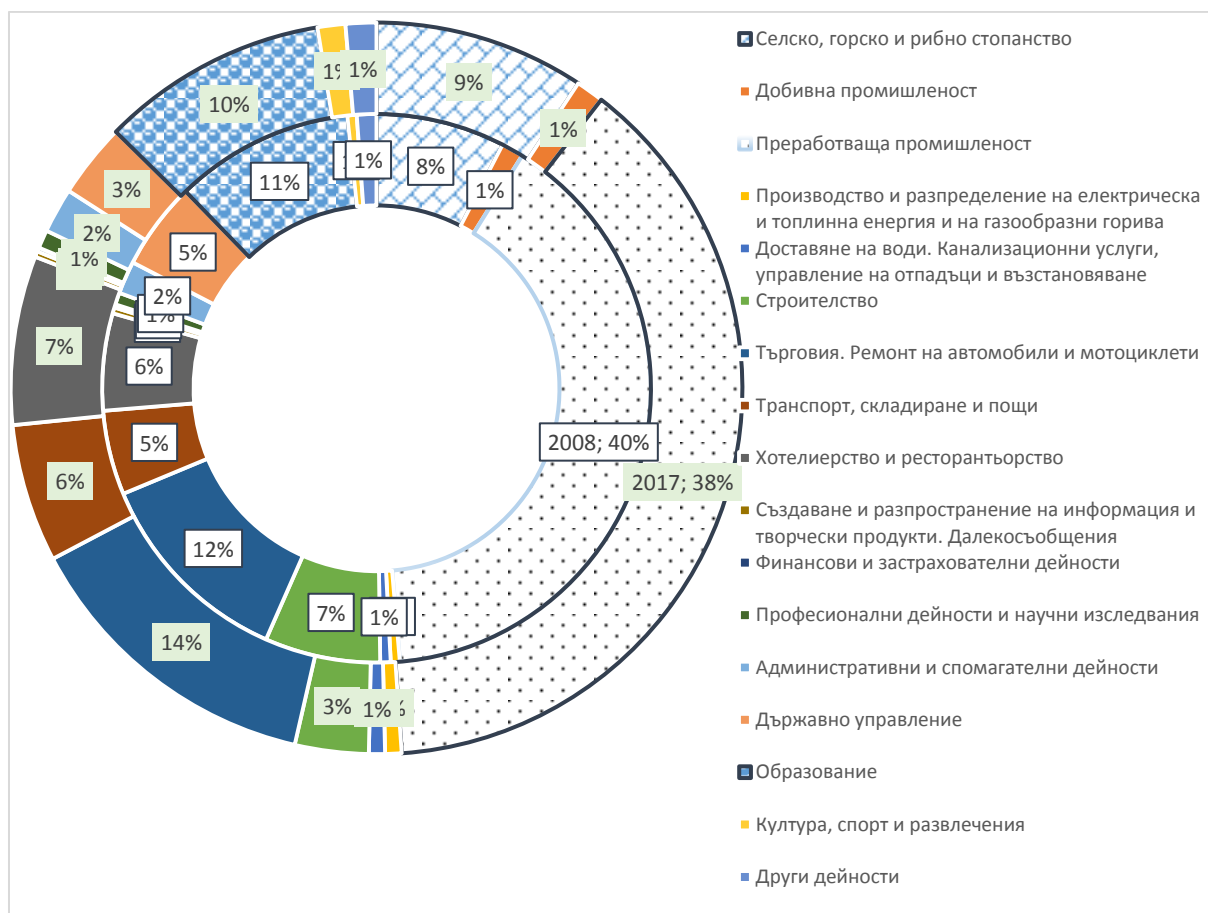 Селско, горско и рибно стопанство
Добивна промишленост
Преработваща промишленост
Производство и разпределение на електрическа
и топлинна енергия и на газообразни горива
Доставяне на води. Канализационни услуги,
управление на отпадъци и възстановяване
Строителство
Търговия. Ремонт на автомобили и мотоциклети
Транспорт, складиране и пощи
Хотелиерство и ресторантьорство
Създаване и разпространение на информация и
творчески продукти. Далекосъобщения
Финансови и застрахователни дейности
Професионални дейности и научни изследвания
Административни и спомагателни дейности
Държавно управление
Образование
Култура, спорт и развлечения
Други дейности
9%
1%
2017; 38%
1%
3%
14%
6%
7%
1%
2%
3%
10%
1%
1%
8%
1%
2008; 40%
1%
7%
12%
5%
6%
1%
2%
5%
11%
1%